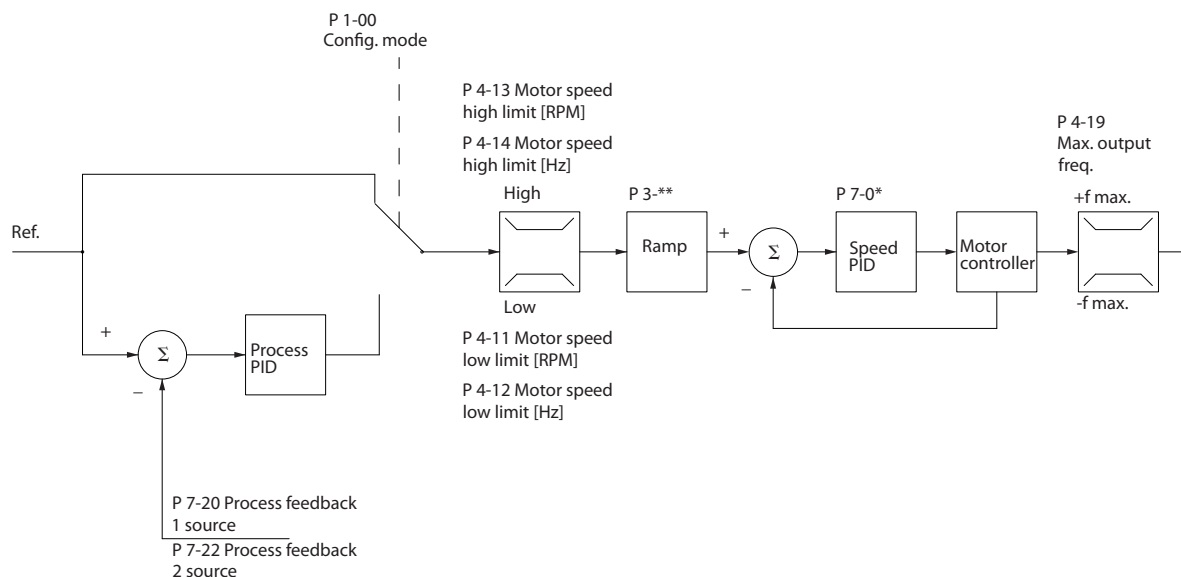 P 1-00
Config. mode
P 4-13 Motor speed
high limit [RPM]
P 4-14 Motor speed
high limit [Hz]
P 4-19
Max. output
freq.
High
P 3-**
P 7-0*
+f max.
Ref.
+
Ramp
Σ
Speed
PID
Motor
controller
−
Low
-f max.
+
Σ
Process
PID
−
P 4-11 Motor speed
low limit [RPM]
P 4-12 Motor speed
low limit [Hz]
P 7-20 Process feedback
1 source
P 7-22 Process feedback
2 source